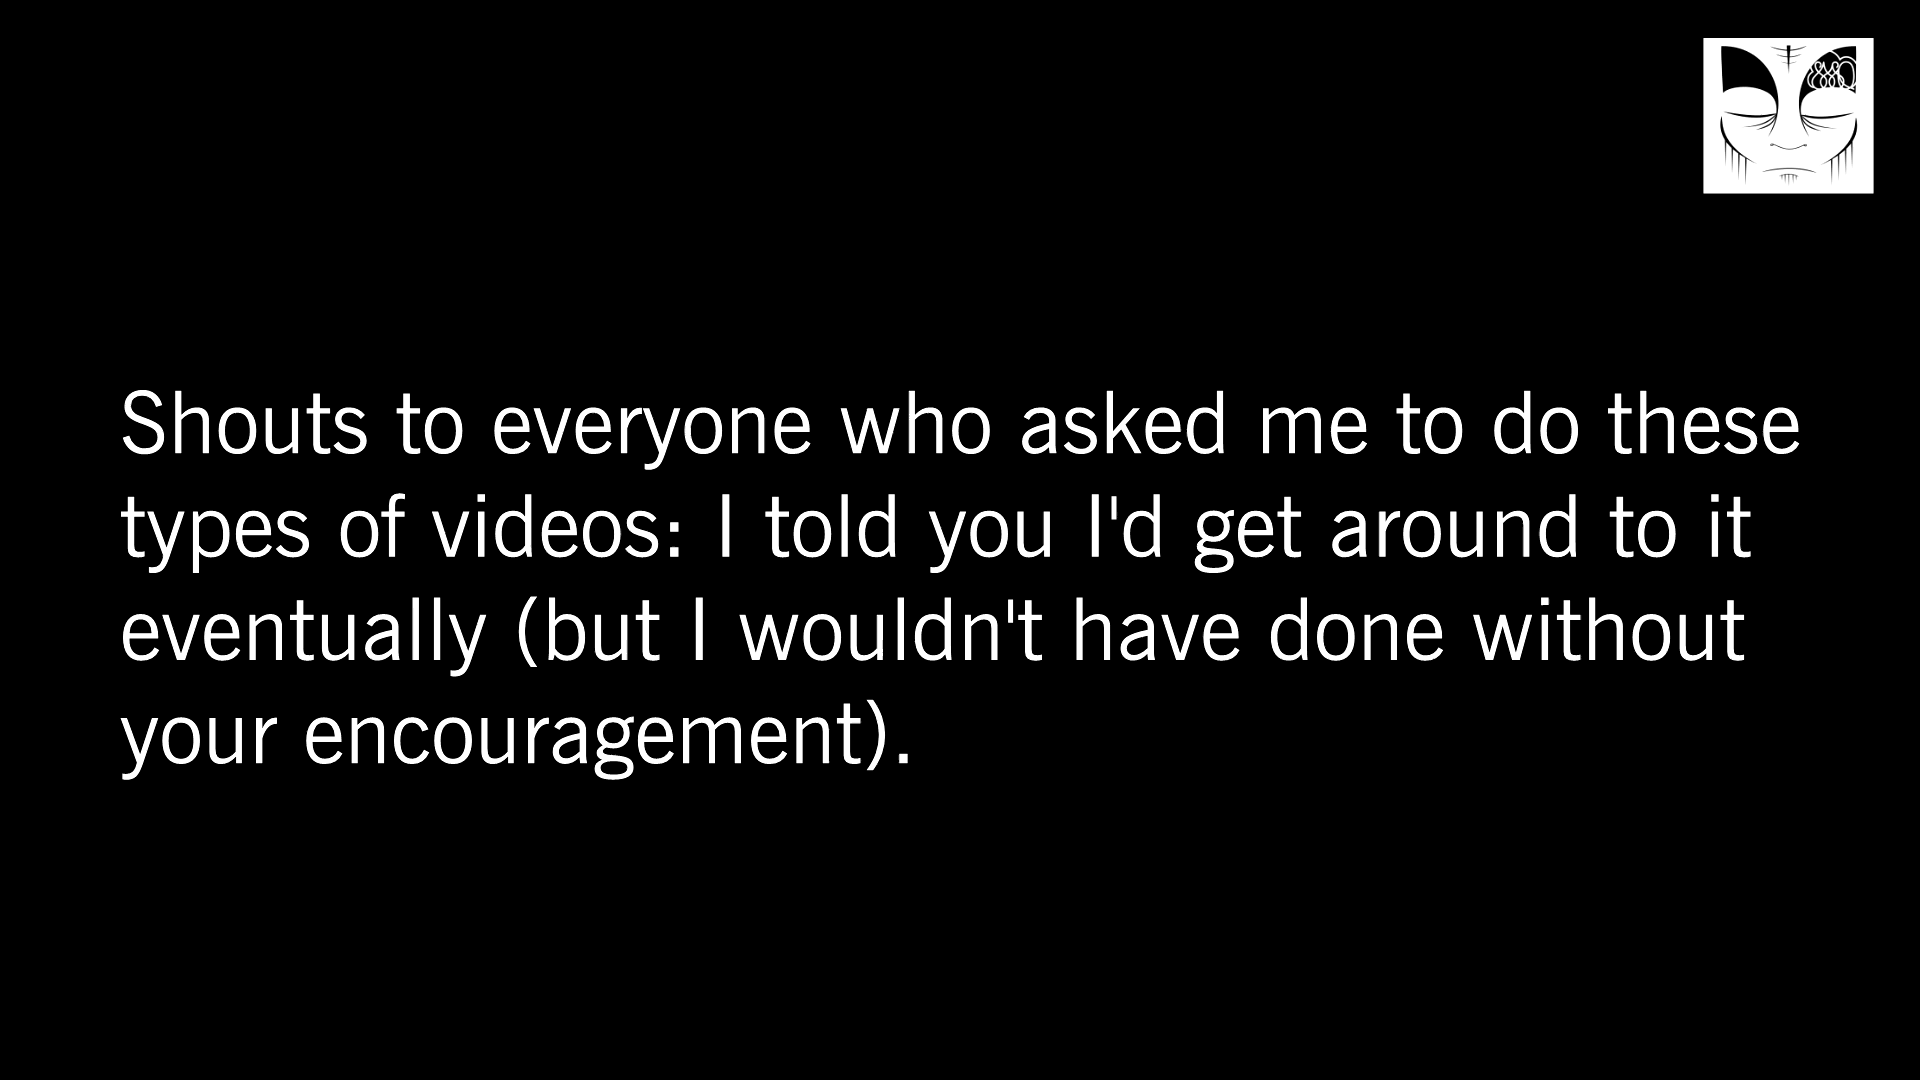 Shouts to everyone who asked me to do these
types of videos: I told you I'd get around to it
eventually (but I wouldn't have done without
your encouragement).